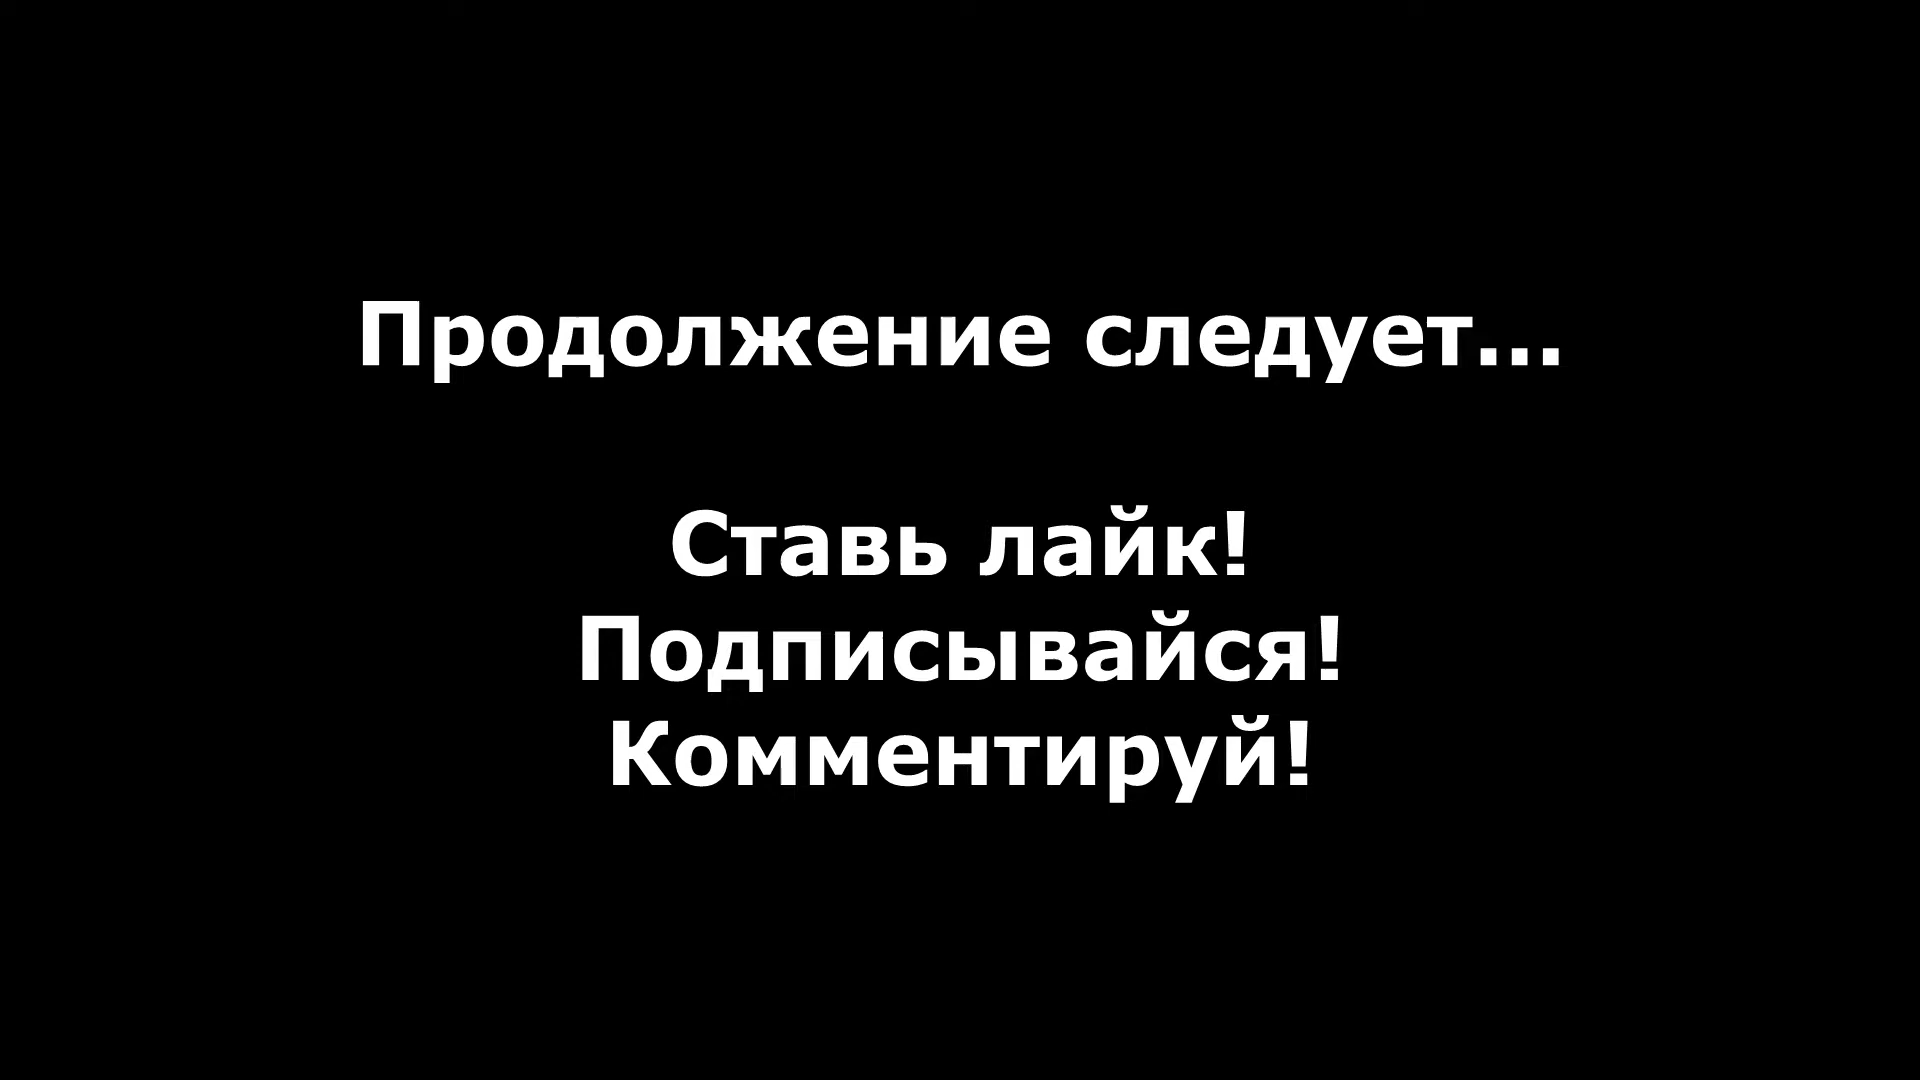 Продолжение следует...
Ставь лайк!
Подписывайся!
Комментируй!